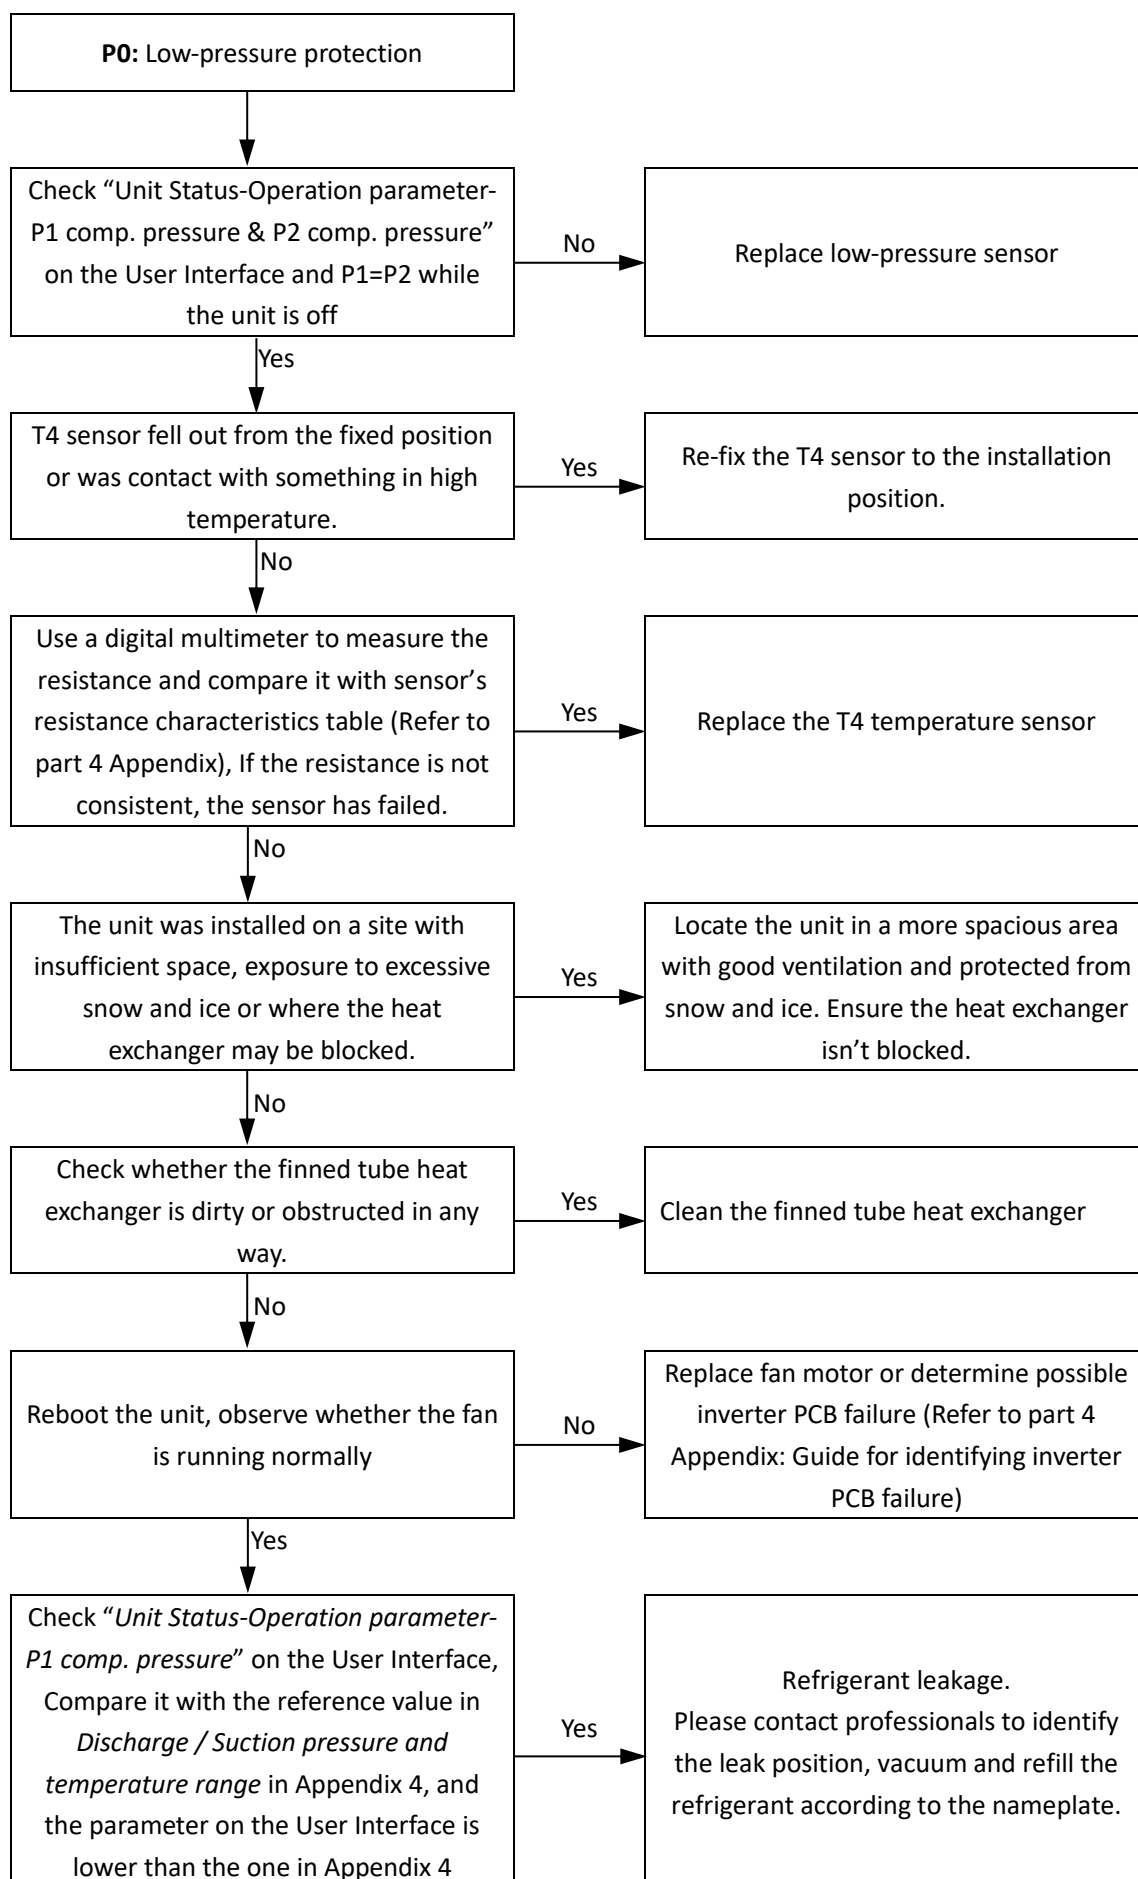 P0: Low-pressure protection
Check “Unit Status-Operation parameter-
P1 comp. pressure & P2 comp. pressure”
on the User Interface and P1=P2 while
the unit is off
No
Replace low-pressure sensor
Yes
T4 sensor fell out from the fixed position
or was contact with something in high
temperature.
Yes
Re-fix the T4 sensor to the installation
position.
No
Use a digital multimeter to measure the
resistance and compare it with sensor’s
resistance characteristics table (Refer to
part 4 Appendix), If the resistance is not
consistent, the sensor has failed.
Yes
Replace the T4 temperature sensor
No
The unit was installed on a site with
insufficient space, exposure to excessive
snow and ice or where the heat
exchanger may be blocked.
Yes
Locate the unit in a more spacious area
with good ventilation and protected from
snow and ice. Ensure the heat exchanger
isn’t blocked.
No
Check whether the finned tube heat
exchanger is dirty or obstructed in any
way.
Yes
Clean the finned tube heat exchanger
No
Reboot the unit, observe whether the fan
is running normally
No
Replace fan motor or determine possible
inverter PCB failure (Refer to part 4
Appendix: Guide for identifying inverter
PCB failure)
Yes
Check “Unit Status-Operation parameter-
P1 comp. pressure” on the User Interface,
Compare it with the reference value in
Discharge / Suction pressure and
temperature range in Appendix 4, and
the parameter on the User Interface is
lower than the one in Appendix 4
Yes
Refrigerant leakage.
Please contact professionals to identify
the leak position, vacuum and refill the
refrigerant according to the nameplate.